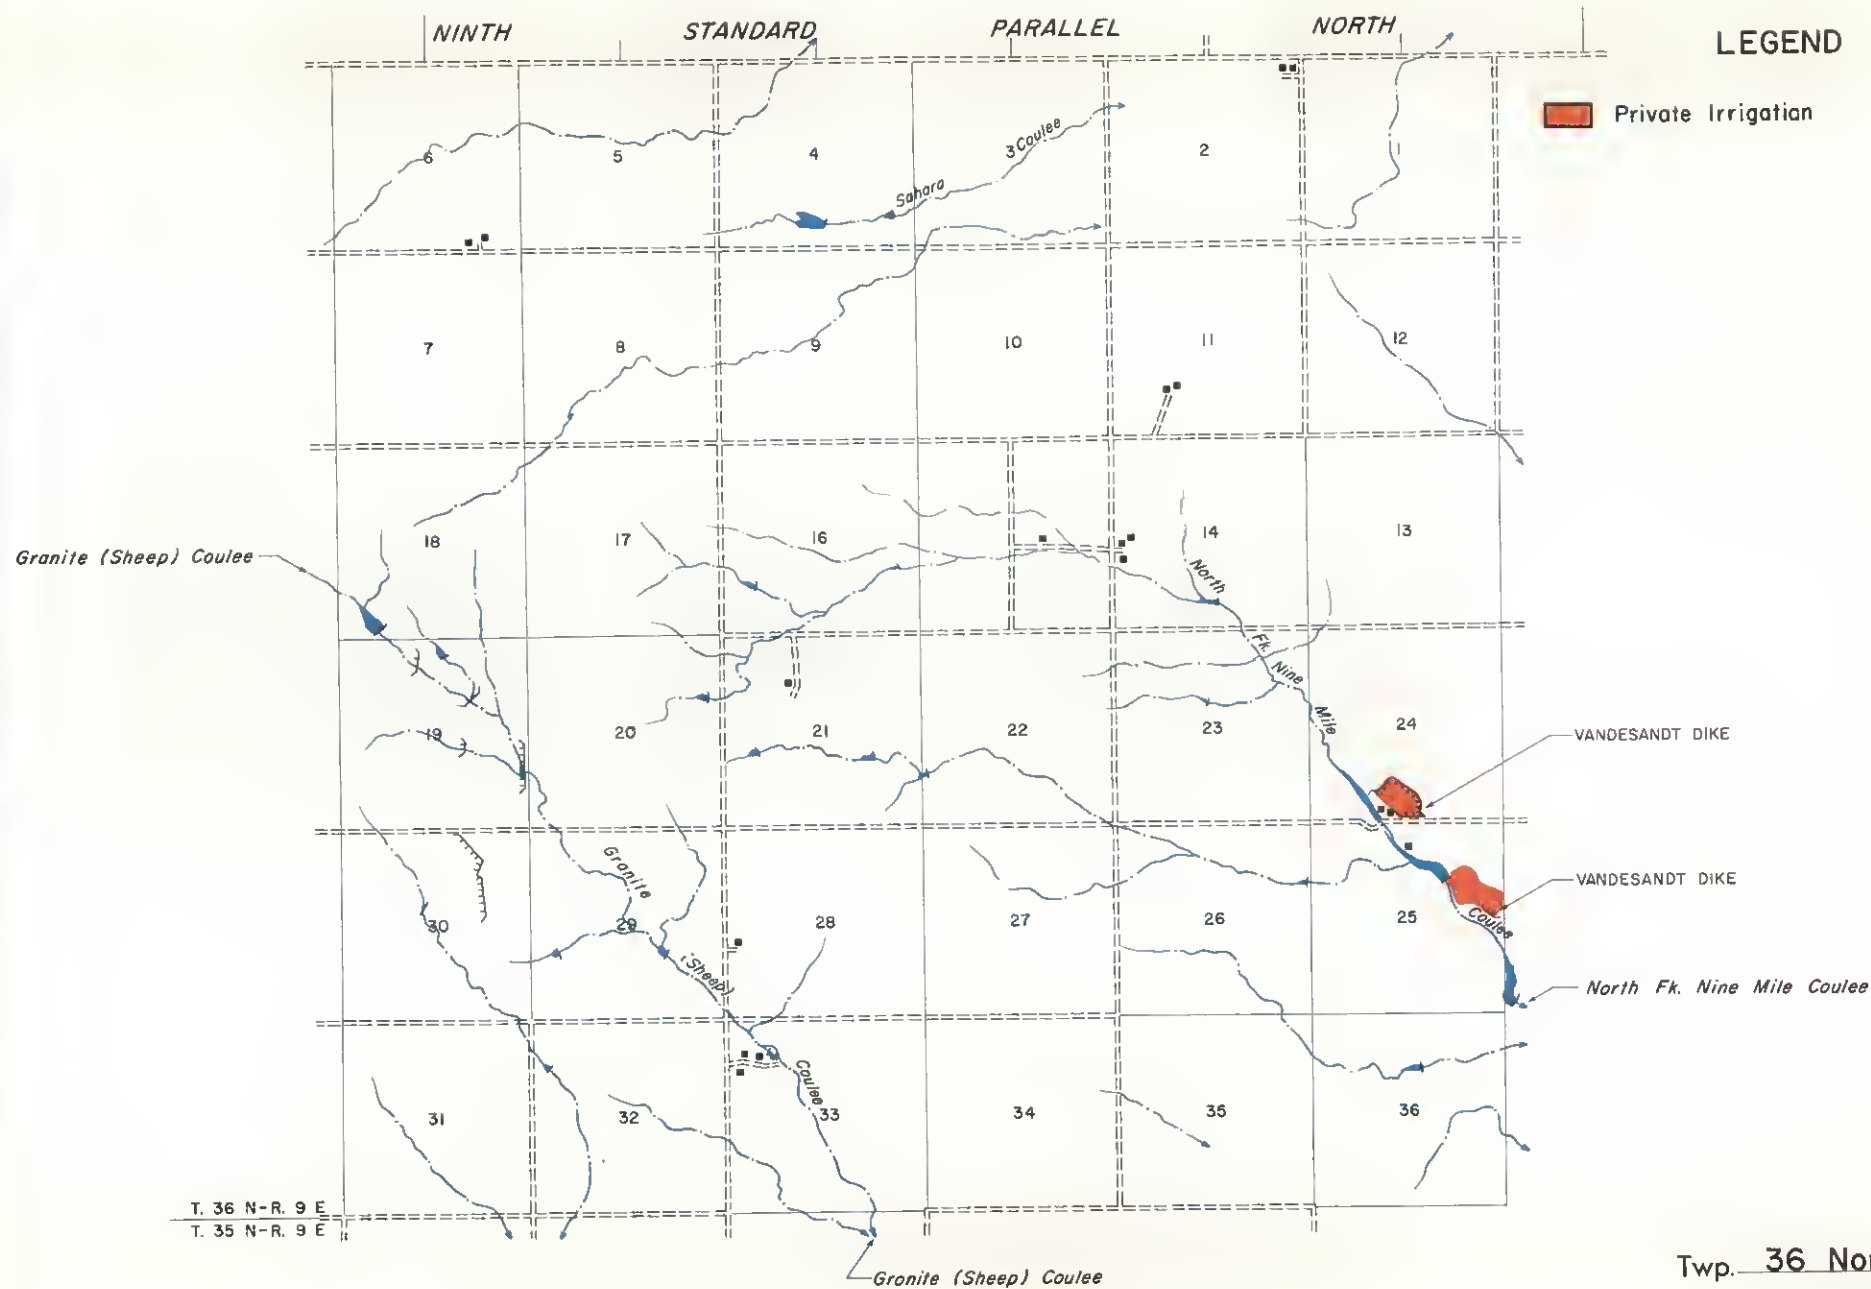 NINTH STANDARD PARALLEL NORTH
LEGEND
Private Irrigation
6 5 4 3 2 1
Sahara Coulee
7 8 9 10 11 12
18 17 16 14 13
Granite (Sheep) Coulee
North Fk. Nine Mile Coulee
19 20 21 22 23 24
VANDESANDT DIKE
VANDESANDT DIKE
30 29 28 27 26 25
Granite (Sheep) Coulee
North Fk. Nine Mile Coulee
31 32 33 34 35 36
T. 36 N-R. 9 E
T. 35 N-R. 9 E
Gronite (Sheep) Coulee
Twp. 36 Nor